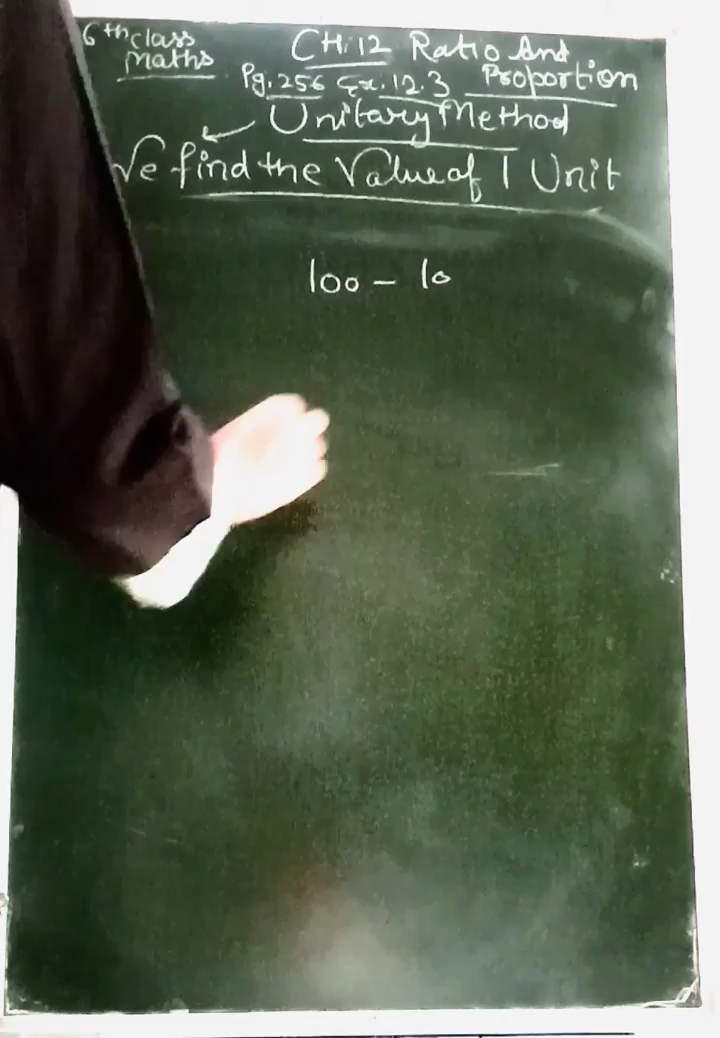 6th class CH:12 Ratio And
Maths Pg.256 Ex.12.3 Proportion
Unitary Method
We find the Value of 1 Unit
100 - 10